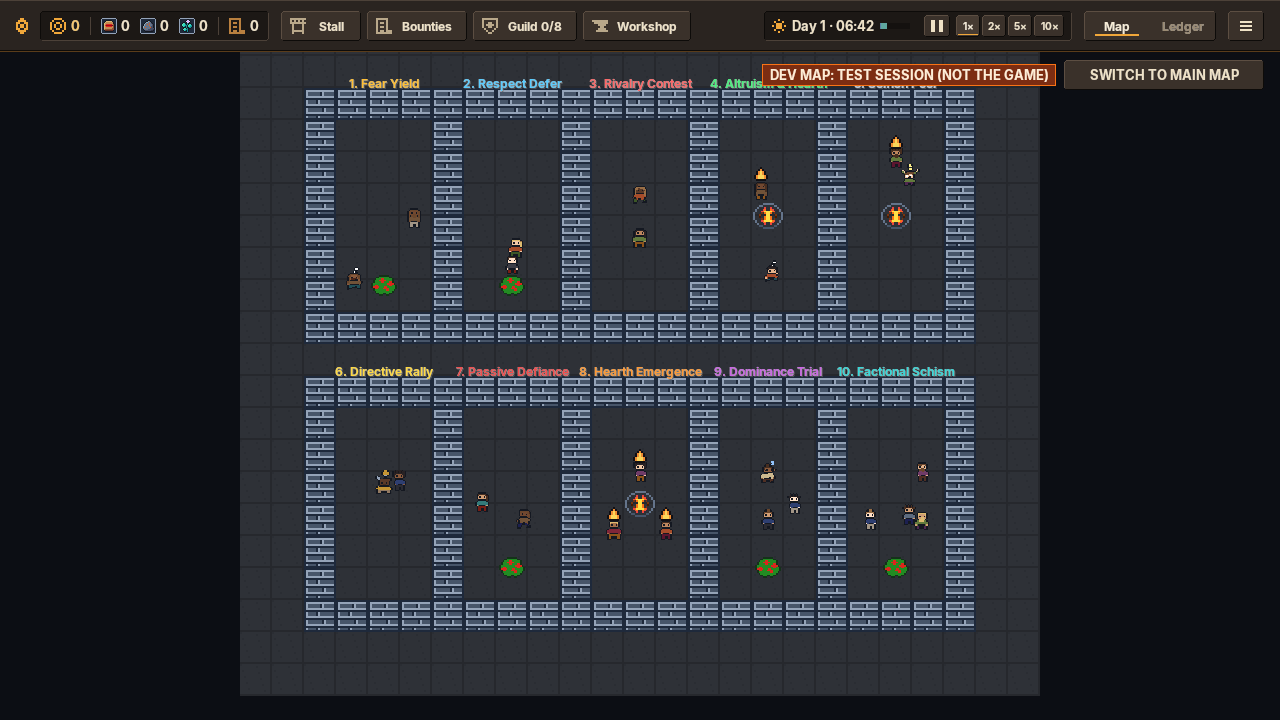 0 0 0 0 0 Stall Bounties Guild 0/8 Workshop Day 1 · 06:42 1× 2× 5× 10× Map Ledger
DEV MAP: TEST SESSION (NOT THE GAME) SWITCH TO MAIN MAP
1. Fear Yield 2. Respect Defer 3. Rivalry Contest 4.
6. Directive Rally 7. Passive Defiance 8. Hearth Emergence 9. Dominance Trial 10. Factional Schism